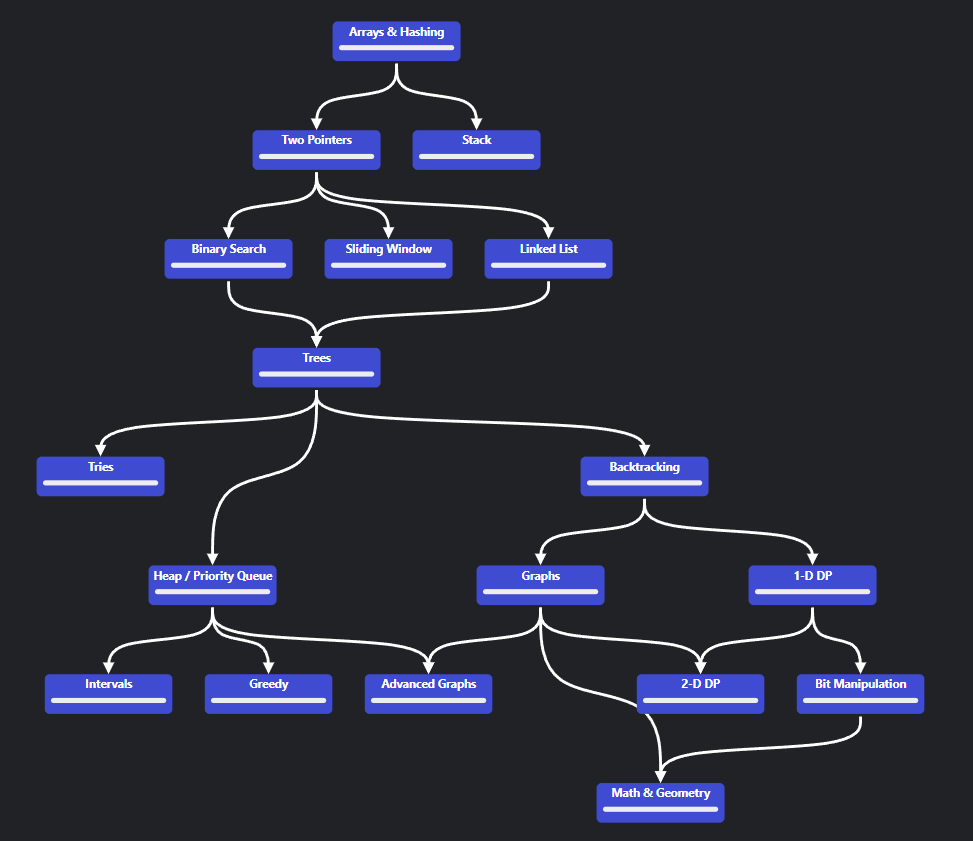 Arrays & Hashing
Two Pointers
Stack
Binary Search
Sliding Window
Linked List
Trees
Tries
Backtracking
Heap / Priority Queue
Graphs
1-D DP
Intervals
Greedy
Advanced Graphs
2-D DP
Bit Manipulation
Math & Geometry